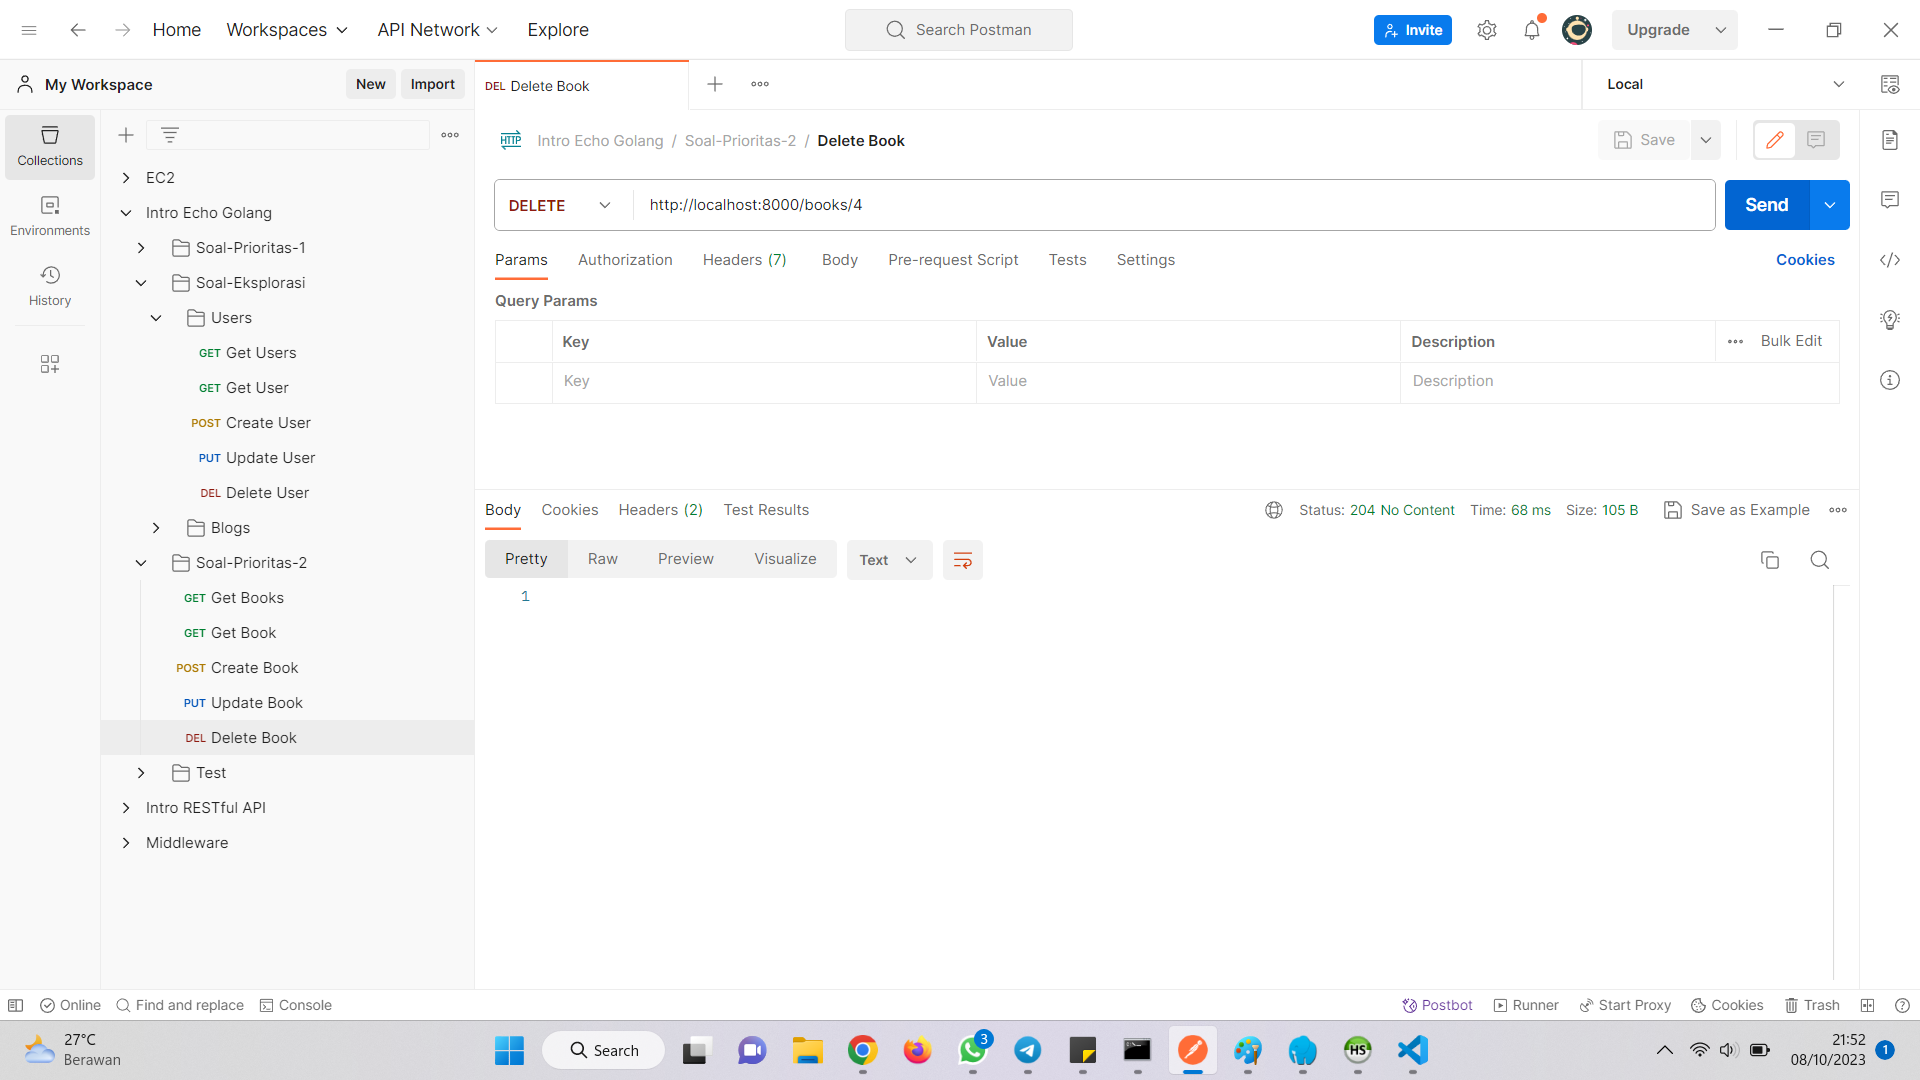 Home Workspaces API Network Explore Search Postman Invite Upgrade
My Workspace New Import DEL Delete Book Local
Collections
Environments
History
EC2
Intro Echo Golang
Soal-Prioritas-1
Soal-Eksplorasi
Users
GET Get Users
GET Get User
POST Create User
PUT Update User
DEL Delete User
Blogs
Soal-Prioritas-2
GET Get Books
GET Get Book
POST Create Book
PUT Update Book
DEL Delete Book
Test
Intro RESTful API
Middleware
HTTP Intro Echo Golang / Soal-Prioritas-2 / Delete Book Save
DELETE http://localhost:8000/books/4 Send
Params Authorization Headers (7) Body Pre-request Script Tests Settings Cookies
Query Params
Key Value Description Bulk Edit
Key Value Description
Body Cookies Headers (2) Test Results Status: 204 No Content Time: 68 ms Size: 105 B Save as Example
Pretty Raw Preview Visualize Text
1
Online Find and replace Console Postbot Runner Start Proxy Cookies Trash
27°C
Berawan
Search
3
HS
21:52
08/10/2023
1